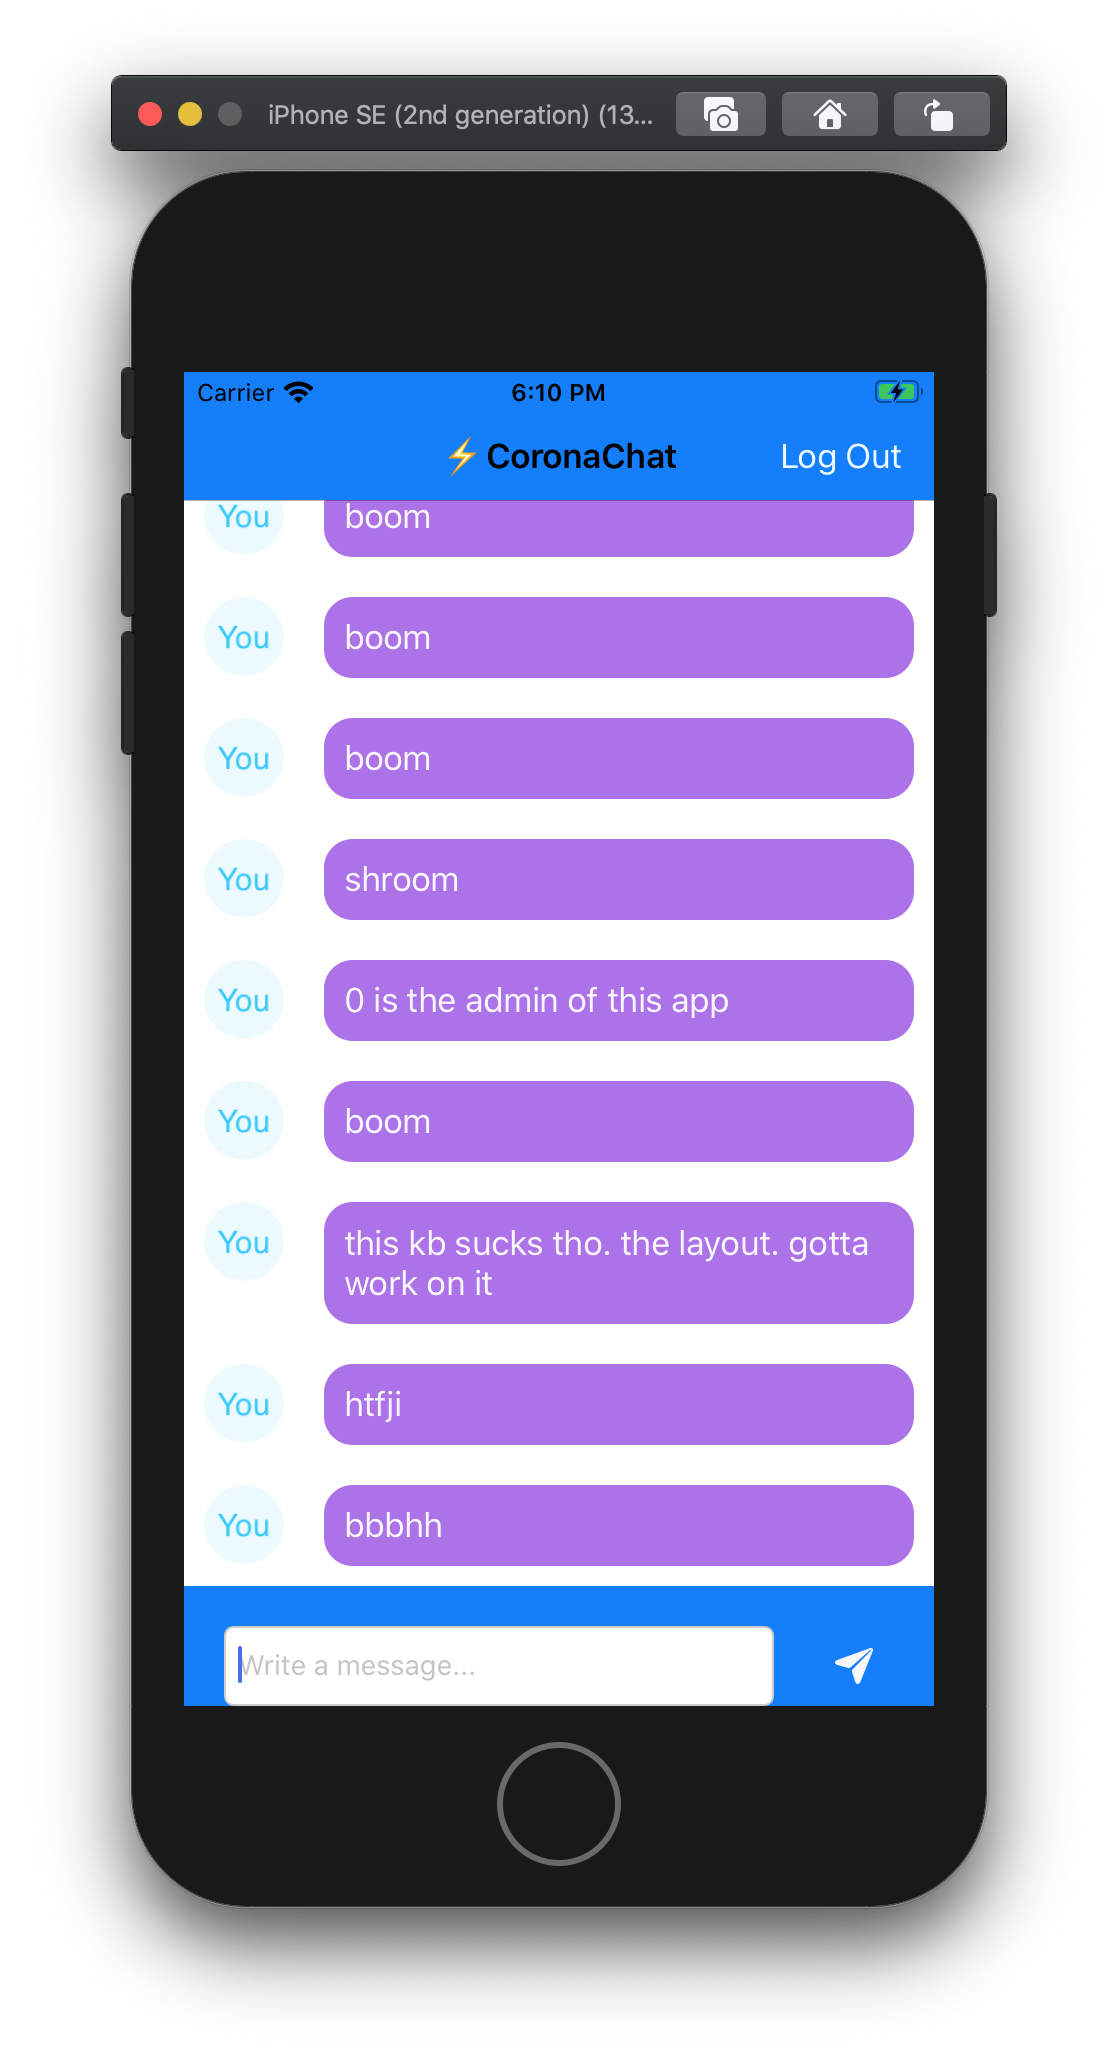 iPhone SE (2nd generation) (13...
Carrier 6:10 PM
⚡CoronaChat Log Out
You boom
You boom
You boom
You shroom
You 0 is the admin of this app
You boom
You this kb sucks tho. the layout. gotta
work on it
You htfji
You bbbhh
Write a message...